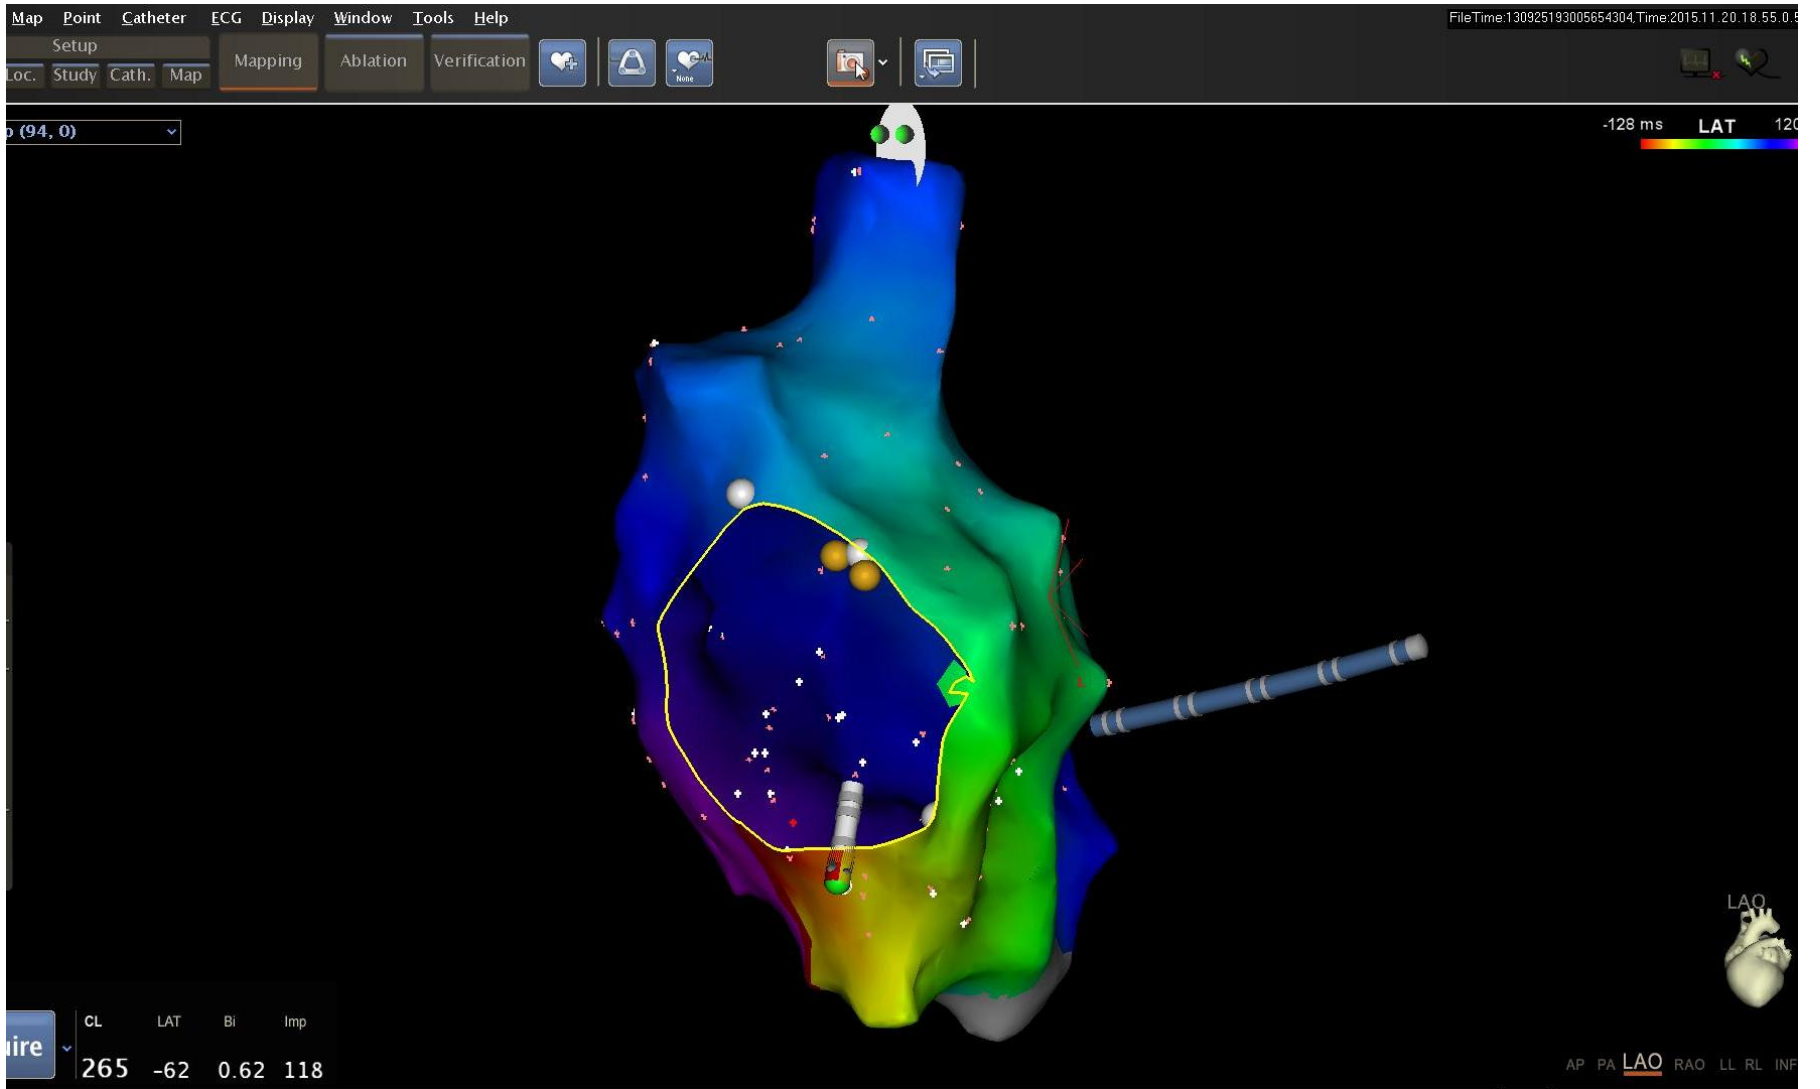 Map Point Catheter ECG Display Window Tools Help
FileTime:130925193005654304,Time:2015.11.20.18.55.0.5
Setup
Loc. Study Cath. Map
Mapping Ablation Verification
None
(94, 0)
-128 ms LAT 120
LAO
CL LAT Bi Imp
265 -62 0.62 118
AP PA LAO RAO LL RL INF